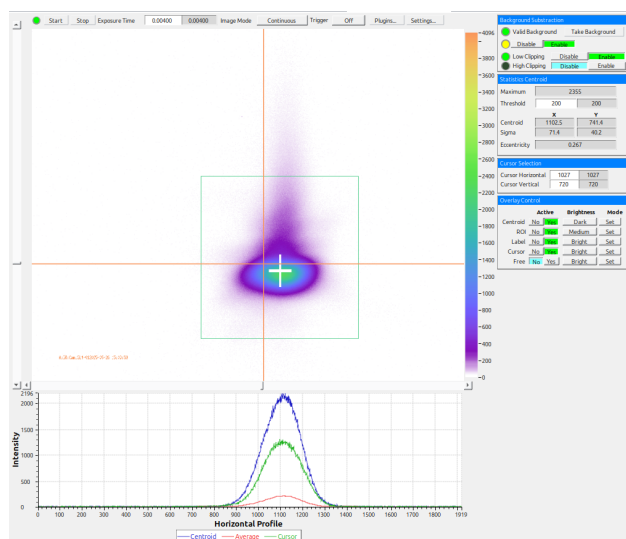 Start Stop Exposure Time 0.00400 0.00400 Image Mode Continuous Trigger Off Plugins... Settings...
4096
3800
3600
3400
3200
3000
2800
2600
2400
2200
2000
1800
1600
1400
1200
1000
800
600
400
200
0
Background Substraction
Valid Background Take Background
Disable Enable
Low Clipping Disable Enable
High Clipping Disable Enable
Statistics Centroid
Maximum 2355
Threshold 200 200
X Y
Centroid 1102.5 741.4
Sigma 71.4 40.2
Eccentricity 0.267
Cursor Selection
Cursor Horizontal 1027 1027
Cursor Vertical 720 720
Overlay Control
Active Brightness Mode
Centroid No Yes Dark Set
ROI No Yes Medium Set
Label No Yes Bright Set
Cursor No Yes Bright Set
Free No Yes Bright Set
2196
2000
1500
1000
500
0
Intensity
0 100 200 300 400 500 600 700 800 900 1000 1100 1200 1300 1400 1500 1600 1700 1800 1919
Horizontal Profile
Centroid Average Cursor